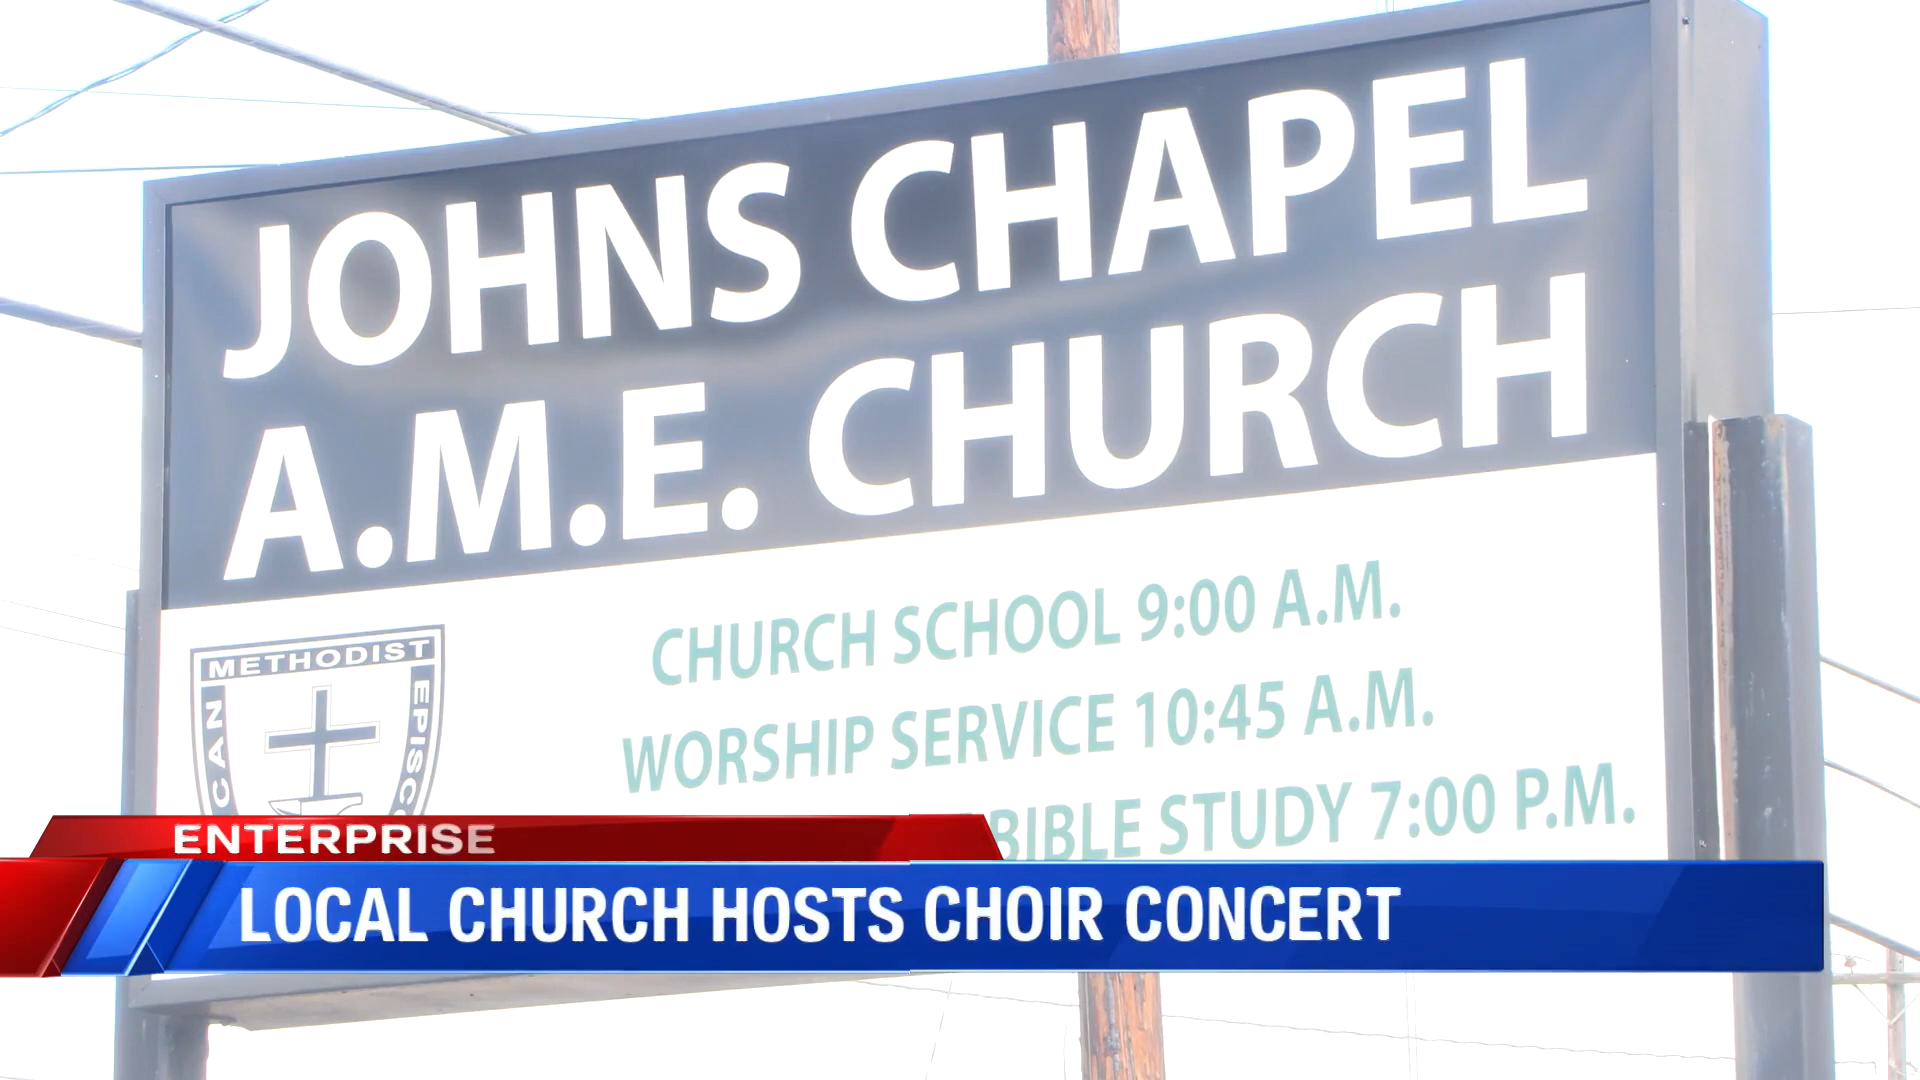 JOHNS CHAPEL
A.M.E. CHURCH
CHURCH SCHOOL 9:00 A.M.
WORSHIP SERVICE 10:45 A.M.
BIBLE STUDY 7:00 P.M.
METHODIST
ENTERPRISE
LOCAL CHURCH HOSTS CHOIR CONCERT